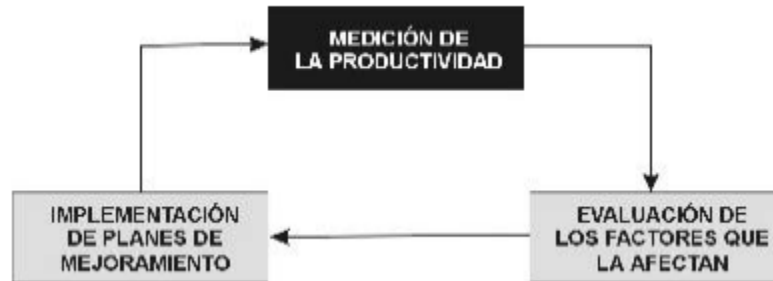 MEDICIÓN DE
LA PRODUCTIVIDAD
IMPLEMENTACIÓN
DE PLANES DE
MEJORAMIENTO
EVALUACIÓN DE
LOS FACTORES QUE
LA AFECTAN